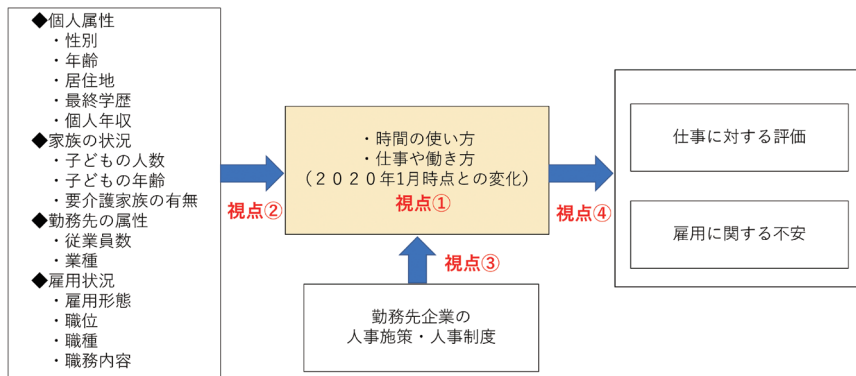 ◆個人属性
・性別
・年齢
・居住地
・最終学歴
・個人年収
◆家族の状況
・子どもの人数
・子どもの年齢
・要介護家族の有無
◆勤務先の属性
・従業員数
・業種
◆雇用状況
・雇用形態
・職位
・職種
・職務内容
視点②
・時間の使い方
・仕事や働き方
（２０２０年1月時点との変化）
視点①
視点③
勤務先企業の
人事施策・人事制度
視点④
仕事に対する評価
雇用に関する不安